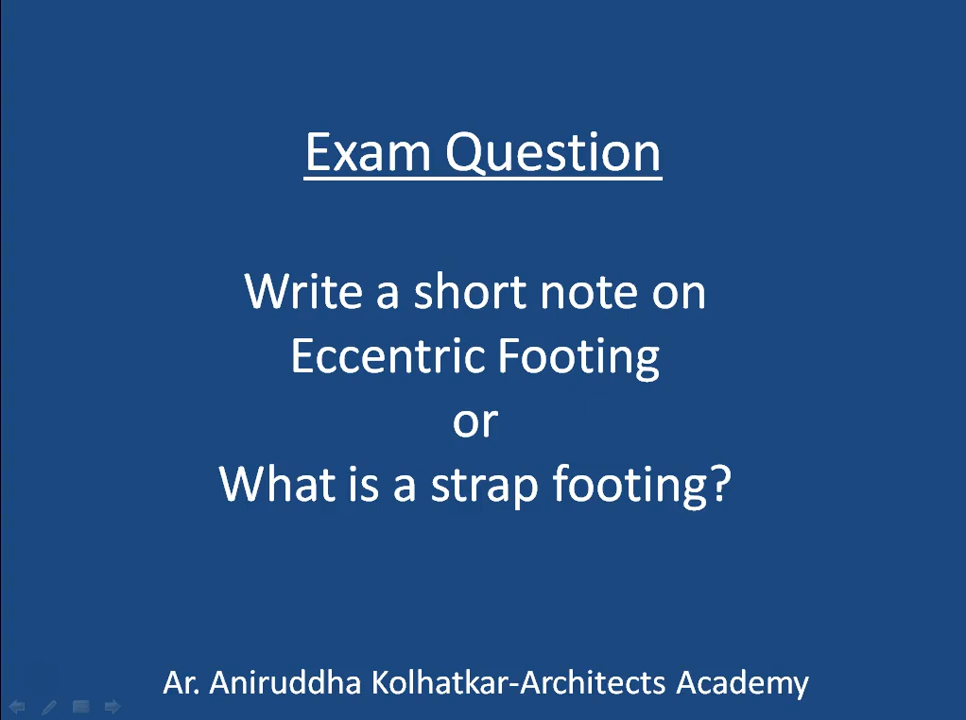 Exam Question
Write a short note on
Eccentric Footing
or
What is a strap footing?
Ar. Aniruddha Kolhatkar-Architects Academy